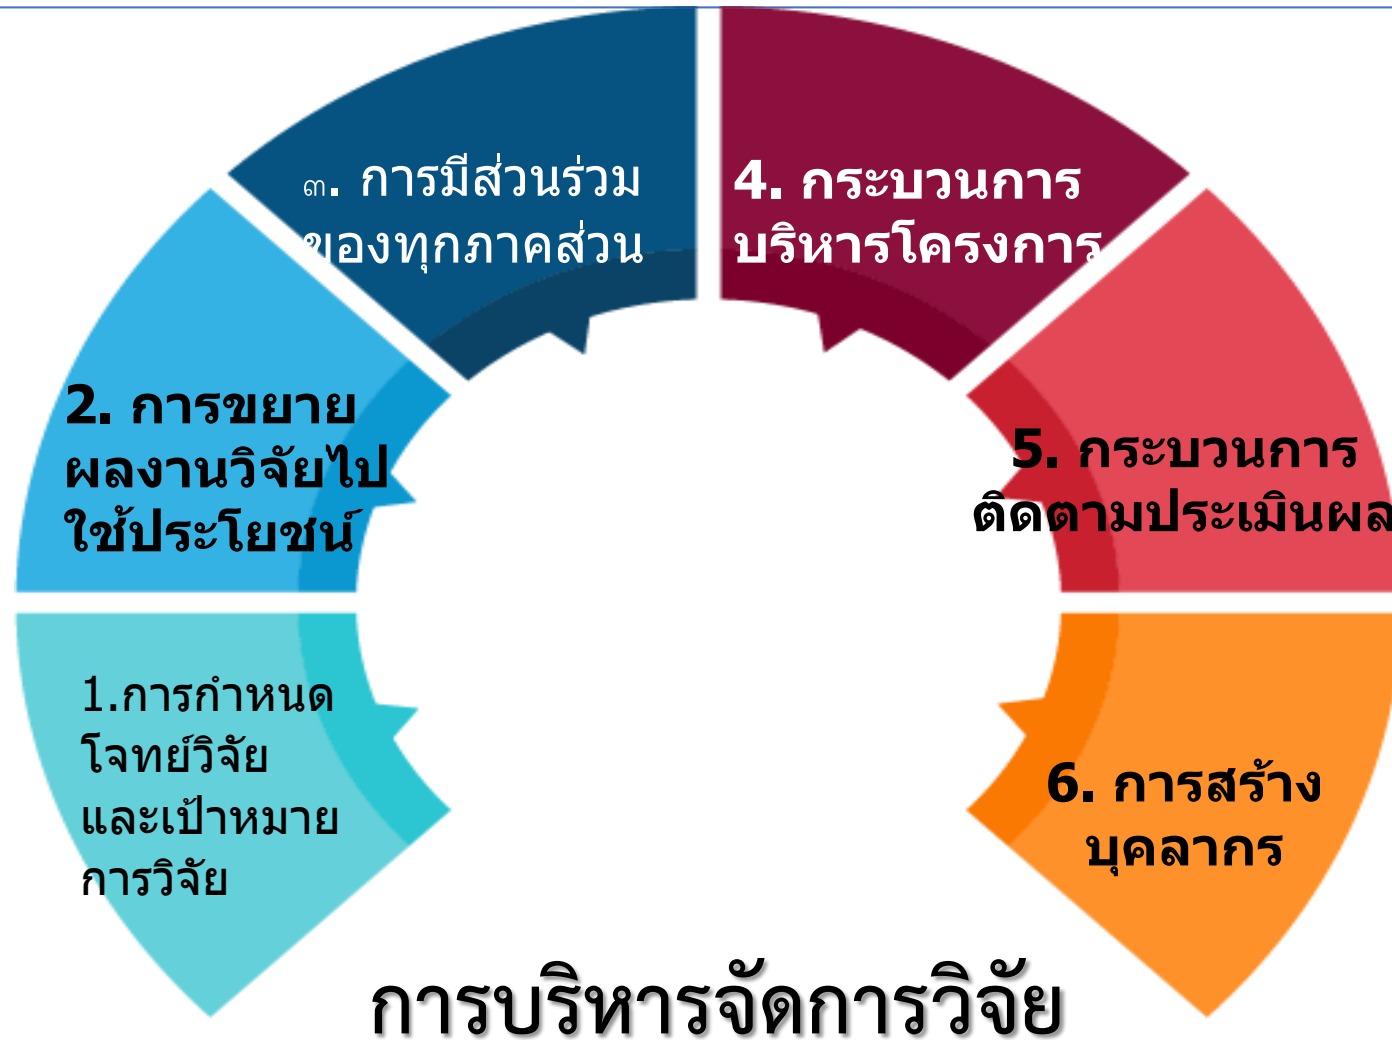 ๓. การมีส่วนร่วม
ของทุกภาคส่วน
4. กระบวนการ
บริหารโครงการ
2. การขยาย
ผลงานวิจัยไป
ใช้ประโยชน์
5. กระบวนการ
ติดตามประเมินผล
1.การกำหนด
โจทย์วิจัย
และเป้าหมาย
การวิจัย
6. การสร้าง
บุคลากร
การบริหารจัดการวิจัย